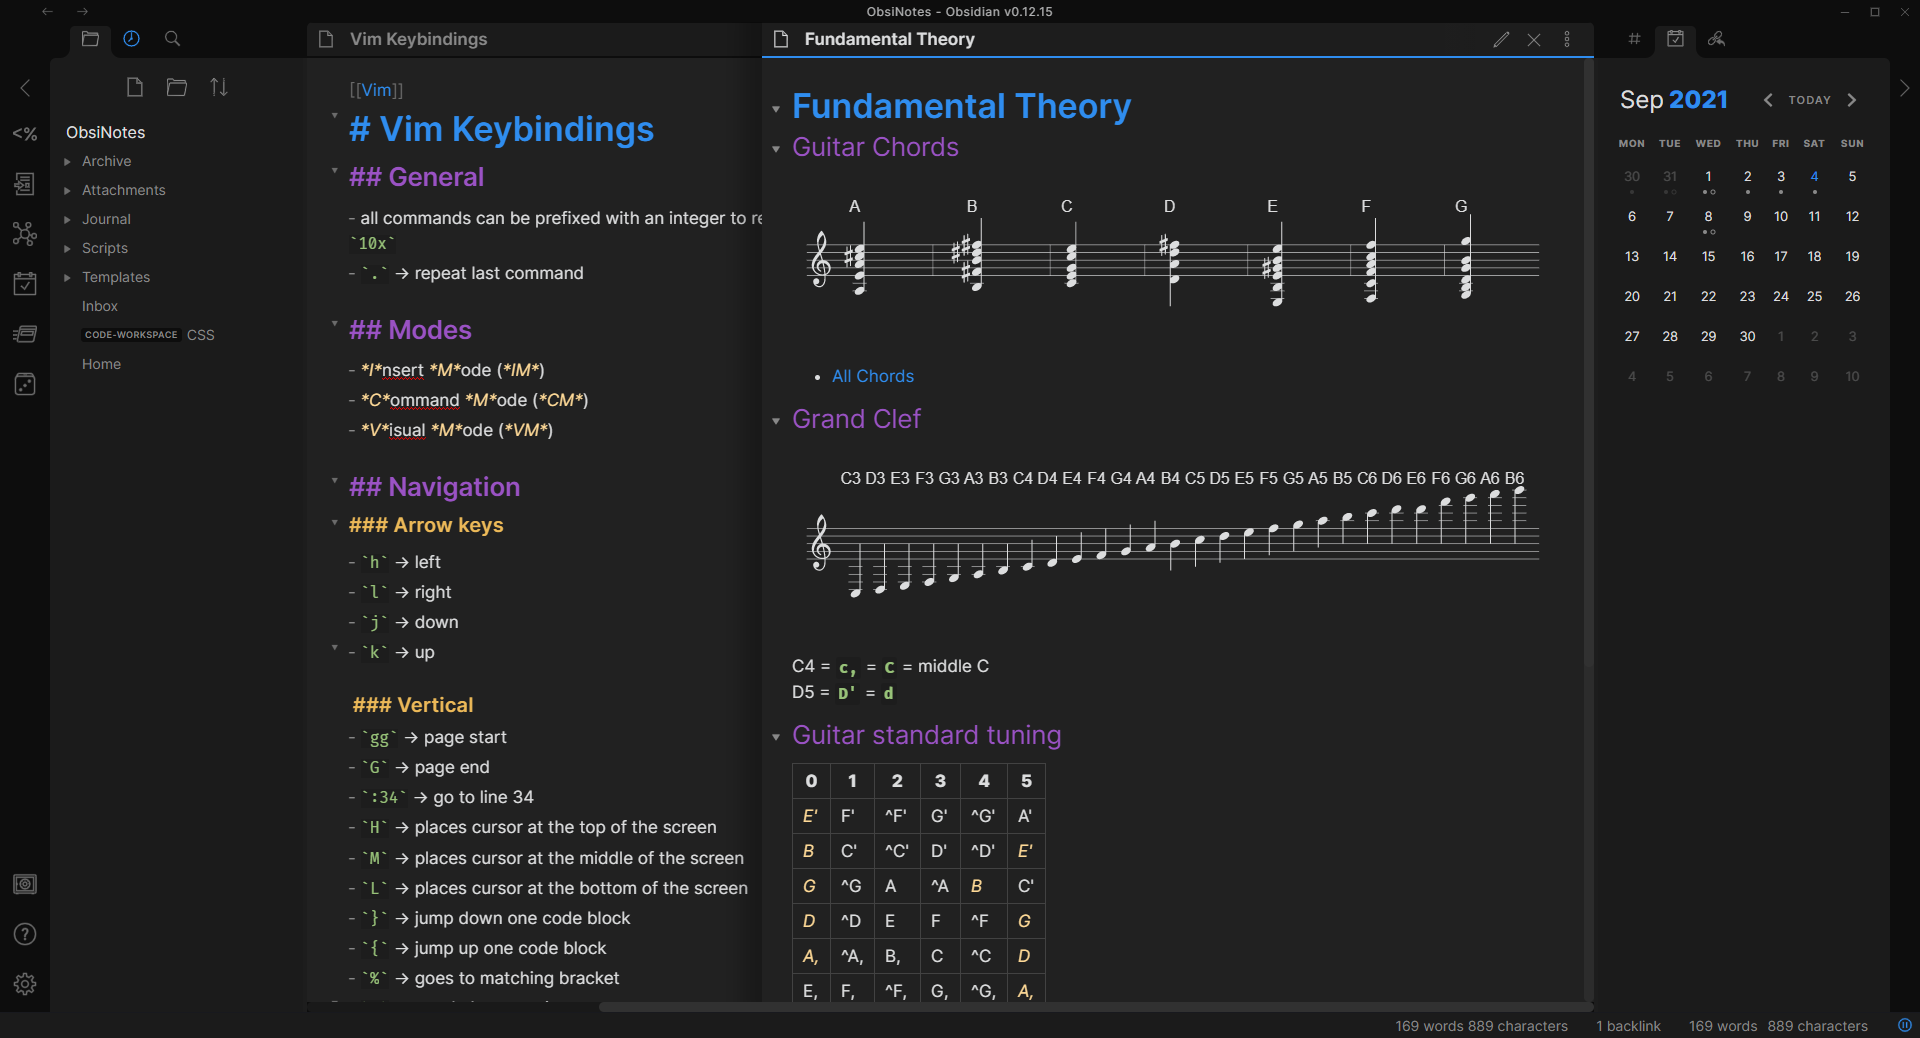 ObsiNotes - Obsidian v0.12.15
Vim Keybindings
Fundamental Theory
ObsiNotes
Archive
Attachments
Journal
Scripts
Templates
Inbox
CODE-WORKSPACE CSS
Home
[[Vim]]
# Vim Keybindings
## General
- all commands can be prefixed with an integer to re
`10x`
- `.` → repeat last command
## Modes
- *I*nsert *M*ode (*IM*)
- *C*ommand *M*ode (*CM*)
- *V*isual *M*ode (*VM*)
## Navigation
### Arrow keys
- `h` → left
- `l` → right
- `j` → down
- `k` → up
### Vertical
- `gg` → page start
- `G` → page end
- `:34` → go to line 34
- `H` → places cursor at the top of the screen
- `M` → places cursor at the middle of the screen
- `L` → places cursor at the bottom of the screen
- `}` → jump down one code block
- `{` → jump up one code block
- `%` → goes to matching bracket
Fundamental Theory
Guitar Chords
A B C D E F G
All Chords
Grand Clef
C3 D3 E3 F3 G3 A3 B3 C4 D4 E4 F4 G4 A4 B4 C5 D5 E5 F5 G5 A5 B5 C6 D6 E6 F6 G6 A6 B6
C4 = c, = C = middle C
D5 = D' = d
Guitar standard tuning
0 1 2 3 4 5
E' F' ^F' G' ^G' A'
B C' ^C' D' ^D' E'
G ^G A ^A B C'
D ^D E F ^F G
A, ^A, B, C ^C D
E, F, ^F, G, ^G, A,
Sep 2021 TODAY
MON TUE WED THU FRI SAT SUN
30 31 1 2 3 4 5
6 7 8 9 10 11 12
13 14 15 16 17 18 19
20 21 22 23 24 25 26
27 28 29 30 1 2 3
4 5 6 7 8 9 10
169 words 889 characters 1 backlink 169 words 889 characters